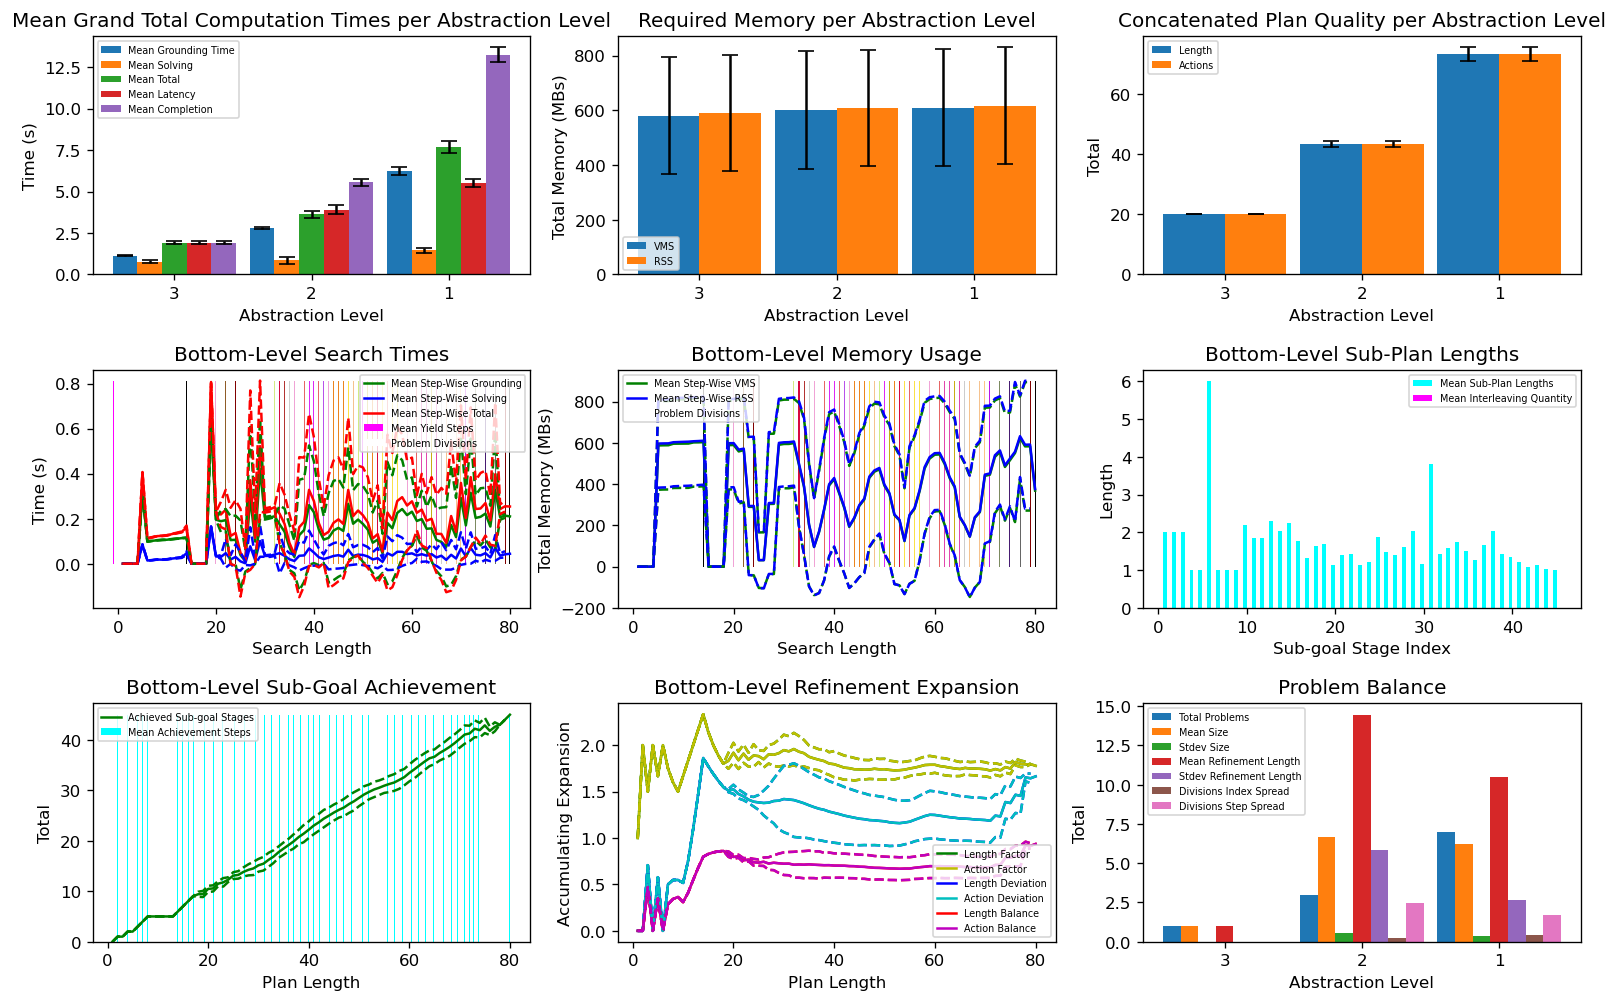 Mean Grand Total Computation Times per Abstraction Level
Time (s)
12.5
10.0
7.5
5.0
2.5
0.0
Mean Grounding Time
Mean Solving
Mean Total
Mean Latency
Mean Completion
3 2 1
Abstraction Level
Required Memory per Abstraction Level
Total Memory (MBs)
800
600
400
200
0
VMS
RSS
3 2 1
Abstraction Level
Concatenated Plan Quality per Abstraction Level
Total
60
40
20
0
Length
Actions
3 2 1
Abstraction Level
Bottom-Level Search Times
Time (s)
0.8
0.6
0.4
0.2
0.0
Mean Step-Wise Grounding
Mean Step-Wise Solving
Mean Step-Wise Total
Mean Yield Steps
Problem Divisions
0 20 40 60 80
Search Length
Bottom-Level Memory Usage
Total Memory (MBs)
800
600
400
200
0
−200
Mean Step-Wise VMS
Mean Step-Wise RSS
Problem Divisions
0 20 40 60 80
Search Length
Bottom-Level Sub-Plan Lengths
Length
6
5
4
3
2
1
0
Mean Sub-Plan Lengths
Mean Interleaving Quantity
0 10 20 30 40
Sub-goal Stage Index
Bottom-Level Sub-Goal Achievement
Total
40
30
20
10
0
Achieved Sub-goal Stages
Mean Achievement Steps
0 20 40 60 80
Plan Length
Bottom-Level Refinement Expansion
Accumulating Expansion
2.0
1.5
1.0
0.5
0.0
Length Factor
Action Factor
Length Deviation
Action Deviation
Length Balance
Action Balance
0 20 40 60 80
Plan Length
Problem Balance
Total
15.0
12.5
10.0
7.5
5.0
2.5
0.0
Total Problems
Mean Size
Stdev Size
Mean Refinement Length
Stdev Refinement Length
Divisions Index Spread
Divisions Step Spread
3 2 1
Abstraction Level